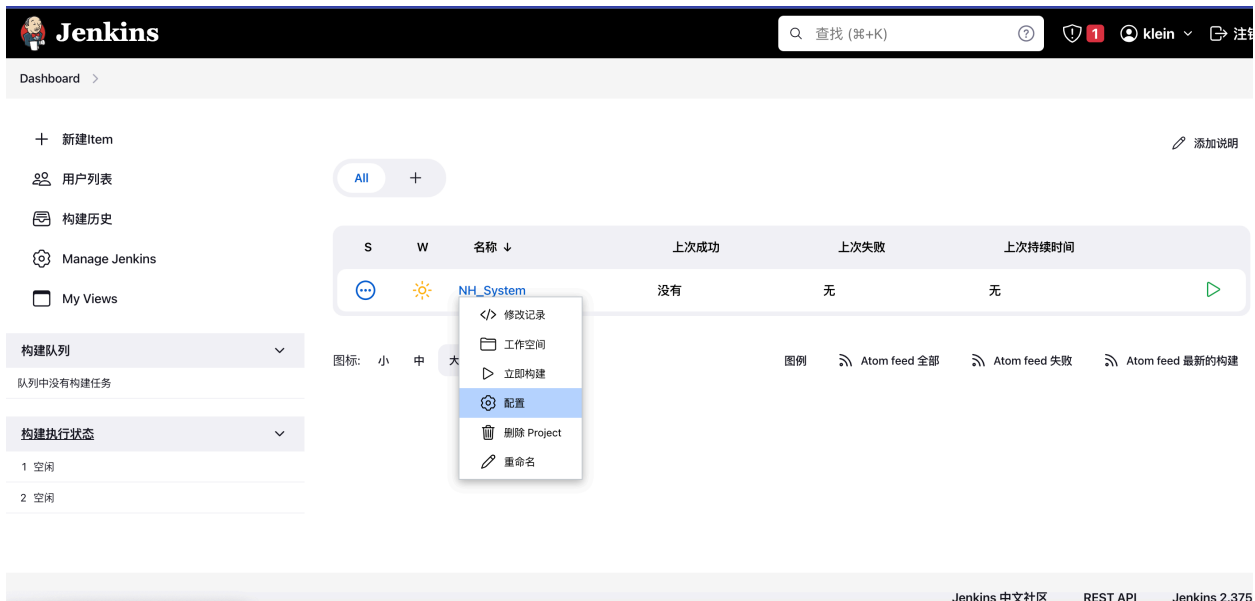 Jenkins
查找 (⌘+K)
1
klein
注销
Dashboard
新建Item
用户列表
构建历史
Manage Jenkins
My Views
构建队列
队列中没有构建任务
构建执行状态
1 空闲
2 空闲
添加说明
All
S W 名称 ↓ 上次成功 上次失败 上次持续时间
NH_System 没有 无 无
修改记录
工作空间
立即构建
配置
删除 Project
重命名
图标: 小 中 大
图例 Atom feed 全部 Atom feed 失败 Atom feed 最新的构建
Jenkins 中文社区 REST API Jenkins 2.375